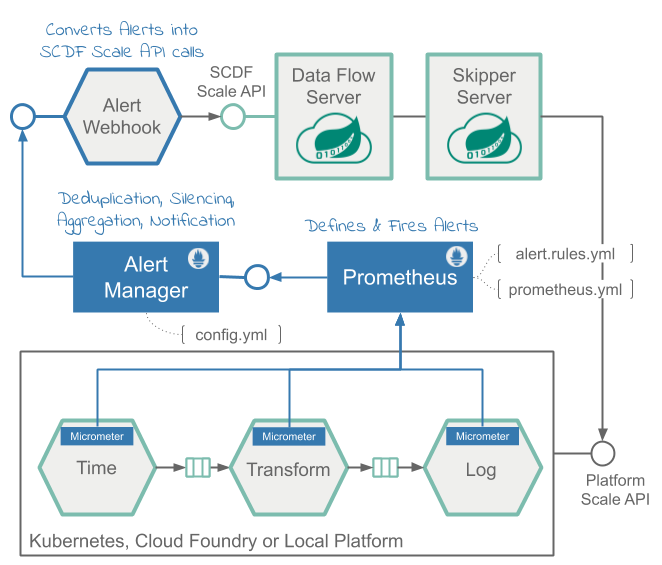 Converts Alerts into
SCDF Scale API calls
SCDF
Scale API
Data Flow
Server
Skipper
Server
Alert
Webhook
Deduplication, Silencing,
Aggregation, Notification
Defines & Fires Alerts
Alert
Manager
Prometheus
alert.rules.yml
prometheus.yml
config.yml
Micrometer
Micrometer
Micrometer
Time
Transform
Log
Platform
Scale API
Kubernetes, Cloud Foundry or Local Platform